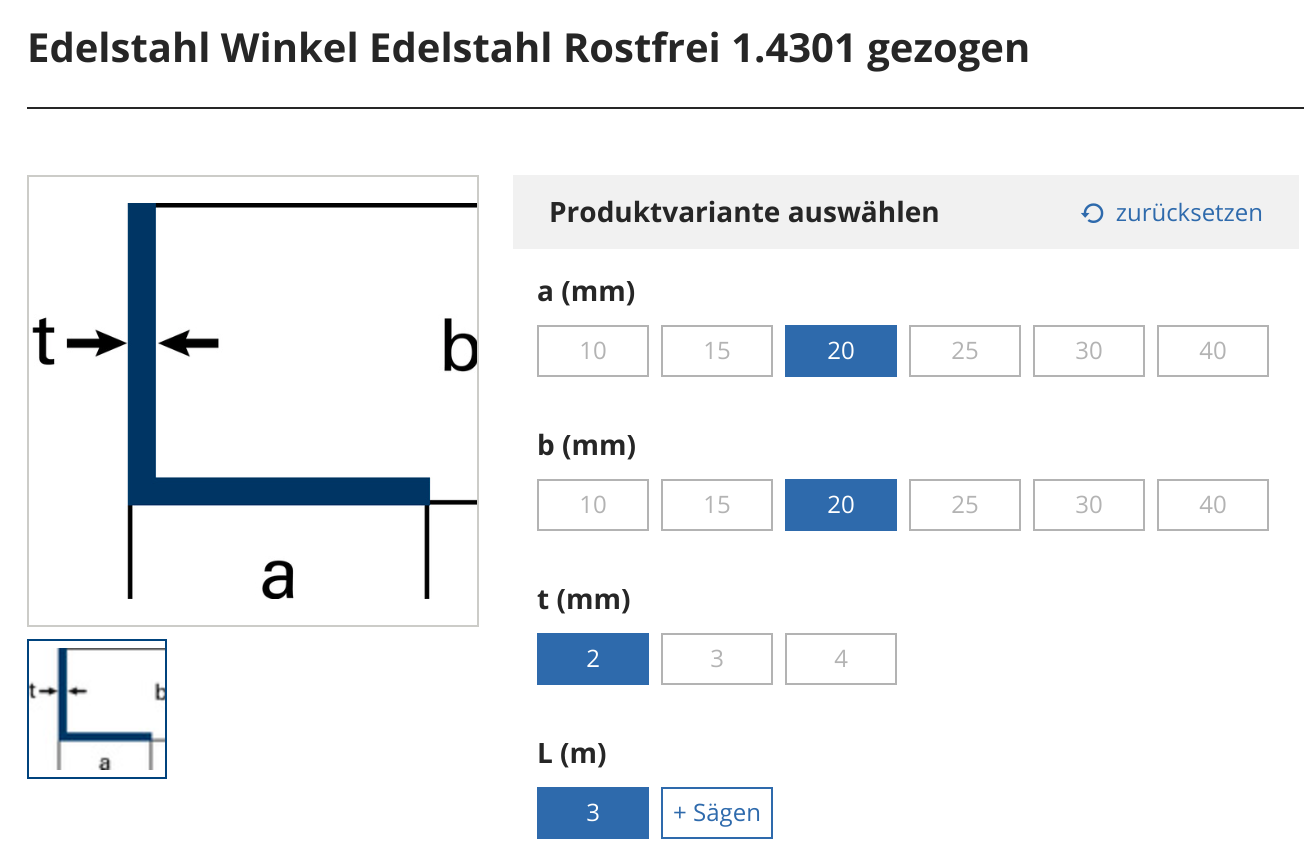 Edelstahl Winkel Edelstahl Rostfrei 1.4301 gezogen
t
b
a
t
b
a
Produktvariante auswählen
zurücksetzen
a (mm)
10 15 20 25 30 40
b (mm)
10 15 20 25 30 40
t (mm)
2 3 4
L (m)
3 + Sägen